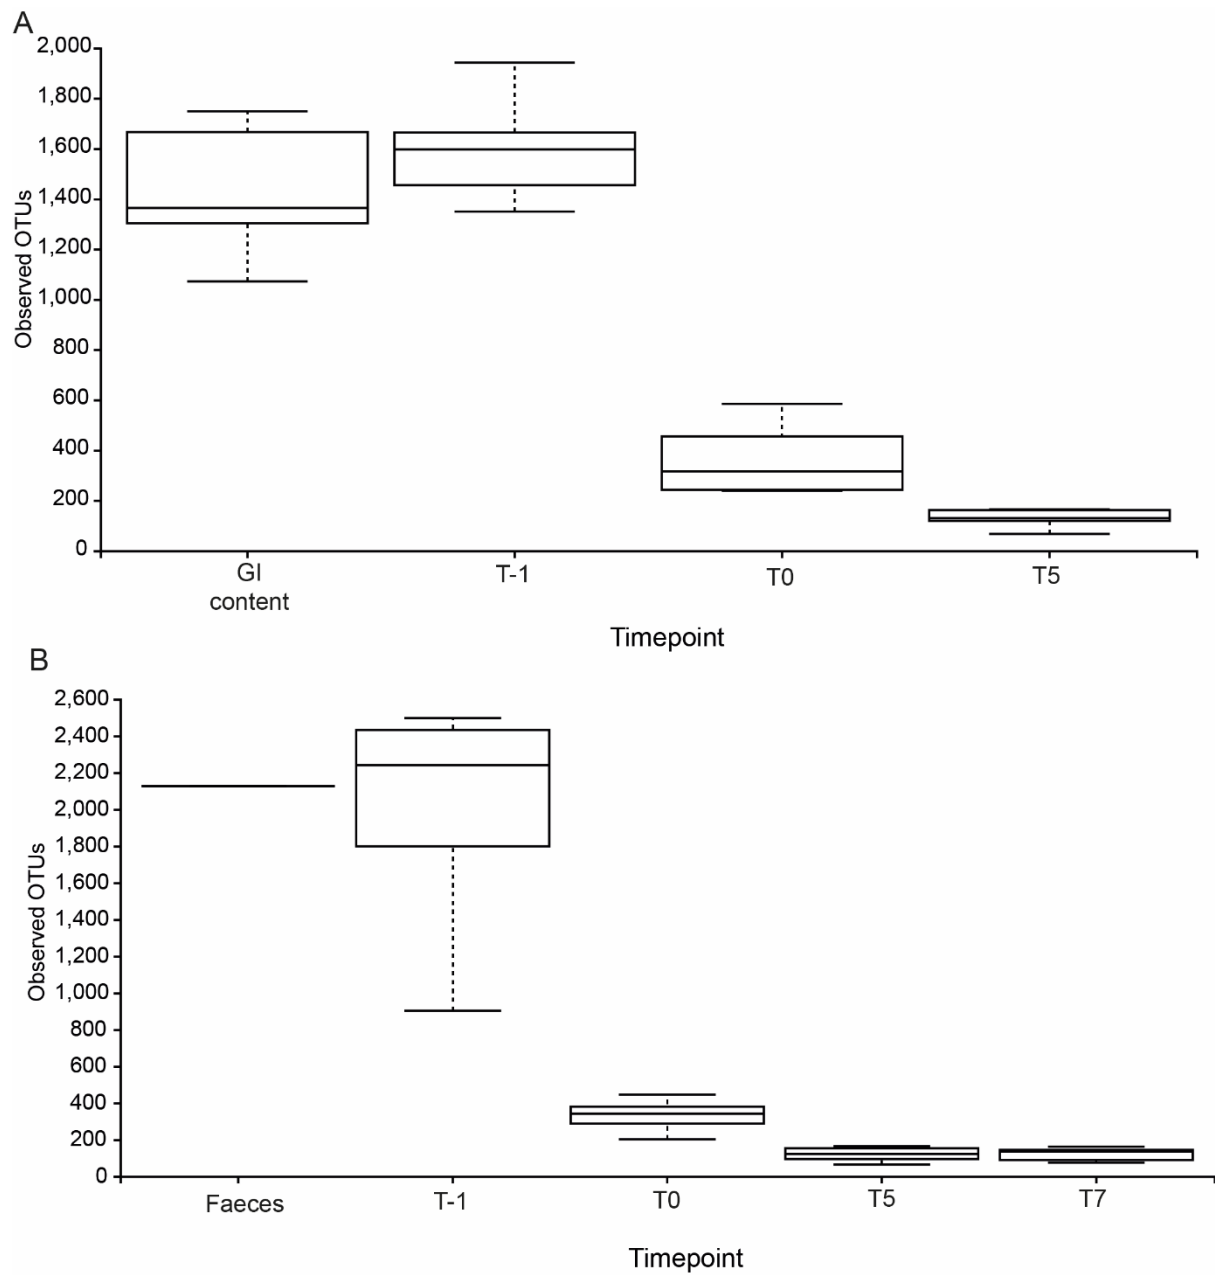 A
2,000
1,800
1,600
1,400
1,200
1,000
800
600
400
200
0
Observed OTUs
GI content
T-1
T0
T5
Timepoint
B
2,600
2,400
2,200
2,000
1,800
1,600
1,400
1,200
1,000
800
600
400
200
0
Observed OTUs
Faeces
T-1
T0
T5
T7
Timepoint